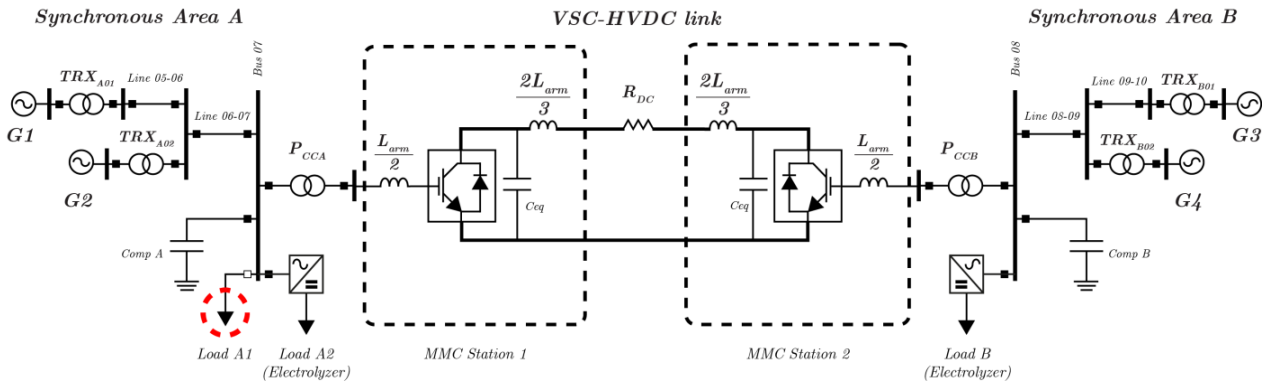 Synchronous Area A
VSC-HVDC link
Synchronous Area B
Bus 07
Bus 08
TRX_A01
Line 05-06
G1
TRX_A02
Line 06-07
G2
P_CCA
L_arm/2
2L_arm/3
R_DC
2L_arm/3
L_arm/2
P_CCB
Ceq
Ceq
Line 09-10
TRX_B01
Line 08-09
G3
TRX_B02
G4
Comp A
Comp B
Load A1
Load A2
(Electrolyzer)
MMC Station 1
MMC Station 2
Load B
(Electrolyzer)